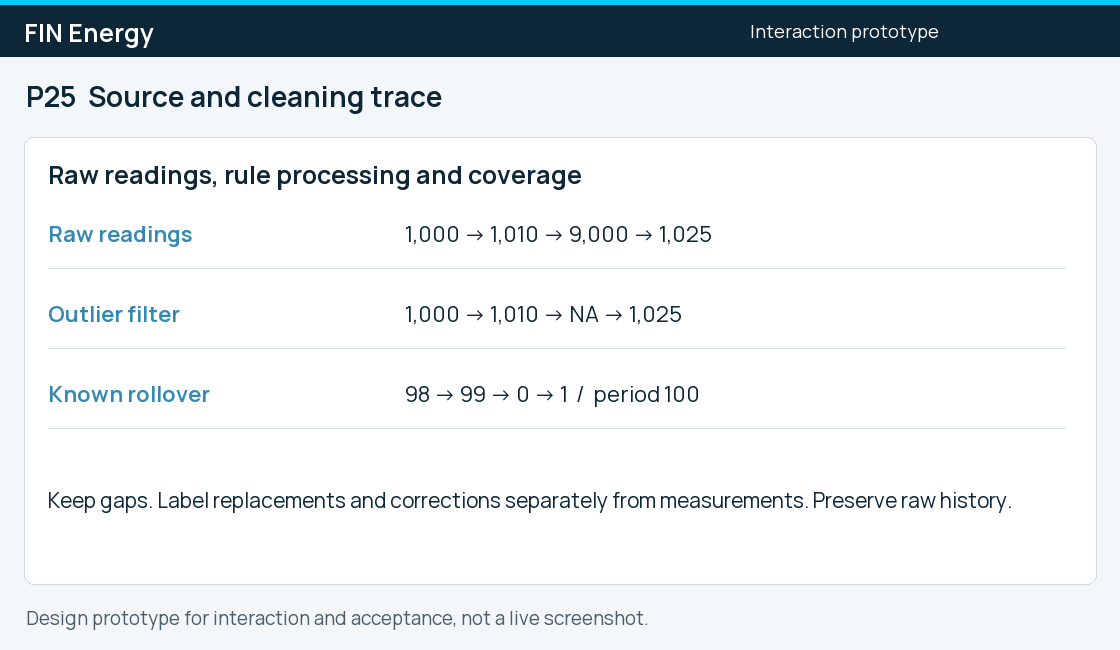 FIN Energy
Interaction prototype
P25 Source and cleaning trace
Raw readings, rule processing and coverage
Raw readings 1,000 → 1,010 → 9,000 → 1,025
Outlier filter 1,000 → 1,010 → NA → 1,025
Known rollover 98 → 99 → 0 → 1 / period 100
Keep gaps. Label replacements and corrections separately from measurements. Preserve raw history.
Design prototype for interaction and acceptance, not a live screenshot.